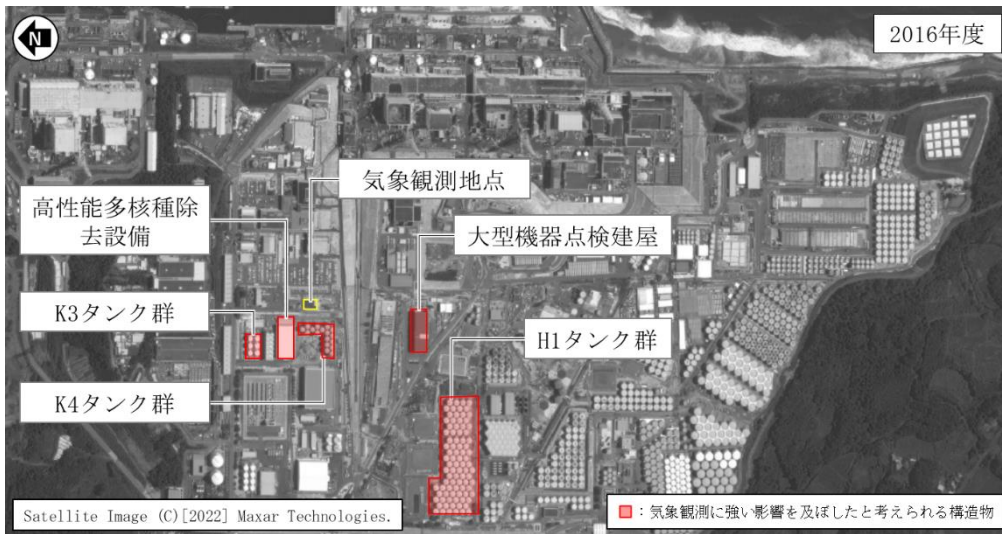 N
2016年度
気象観測地点
高性能多核種除
去設備
大型機器点検建屋
K3タンク群
H1タンク群
K4タンク群
Satellite Image (C)[2022] Maxar Technologies.
：気象観測に強い影響を及ぼしたと考えられる構造物